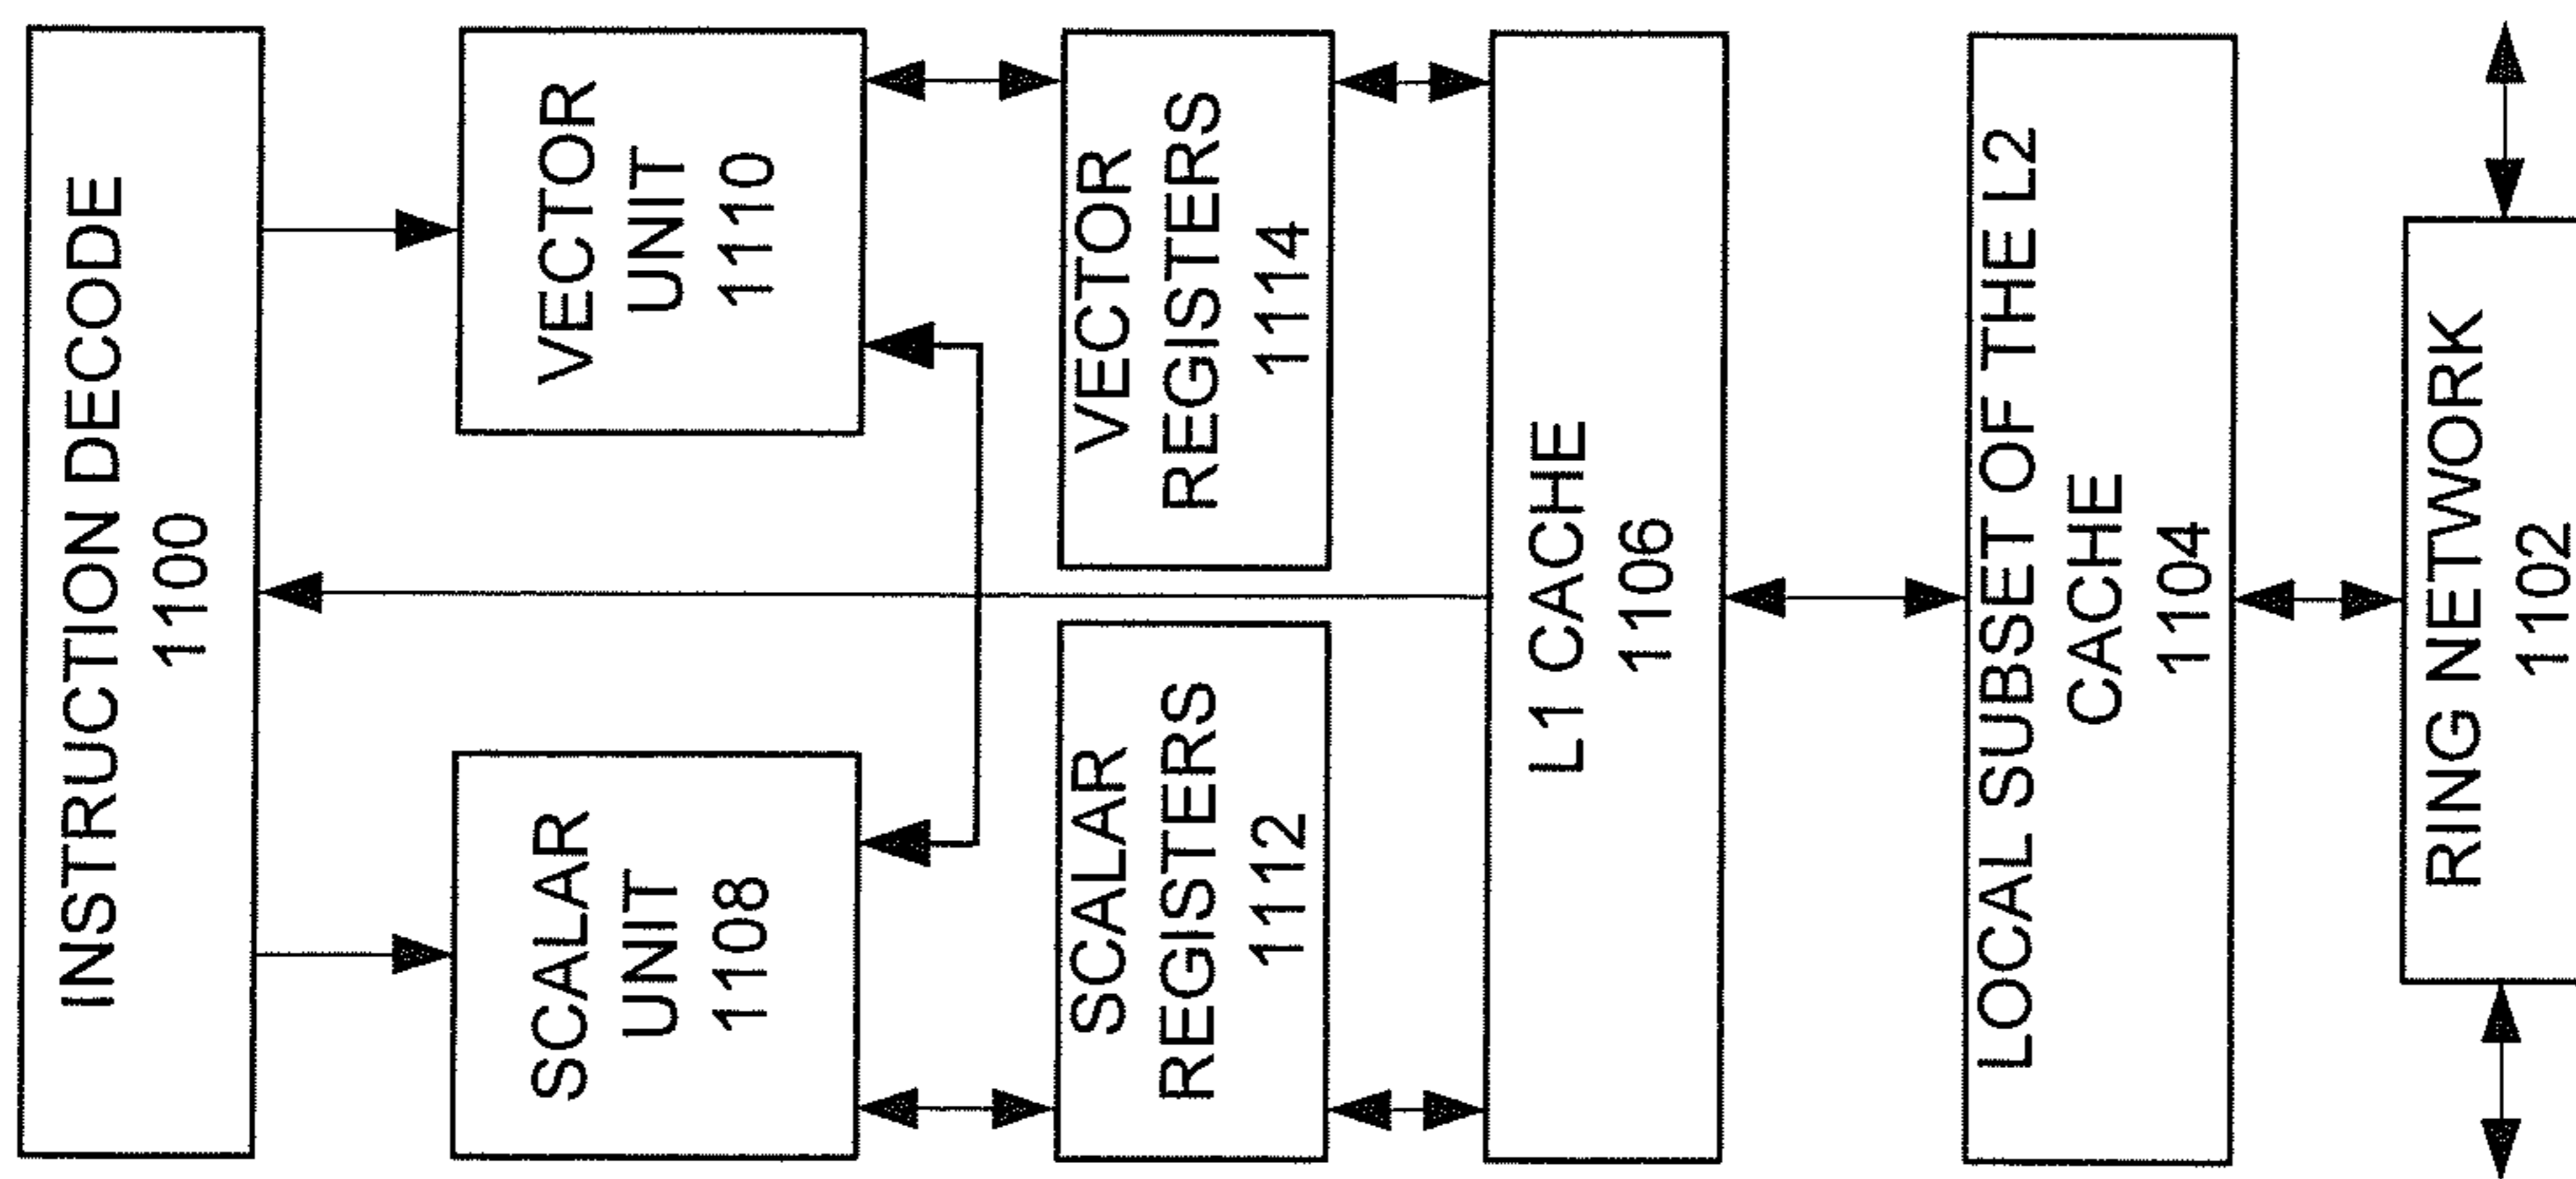 INSTRUCTION DECODE
1100
SCALAR
UNIT
1108
VECTOR
UNIT
1110
SCALAR
REGISTERS
1112
VECTOR
REGISTERS
1114
L1 CACHE
1106
LOCAL SUBSET OF THE L2
CACHE
1104
RING NETWORK
1102